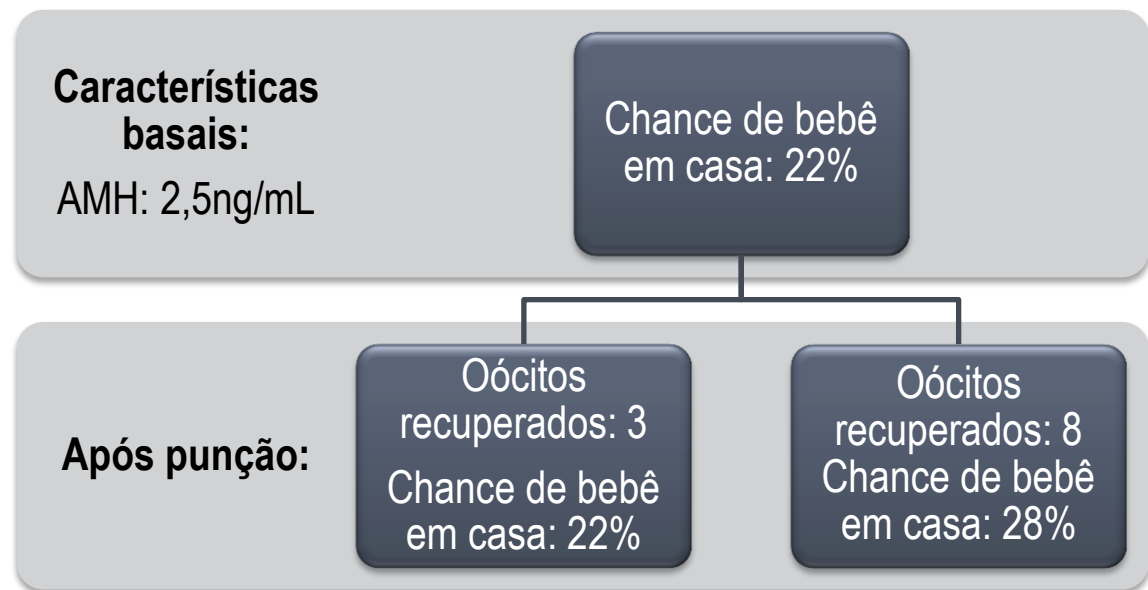 Características
basais:
AMH: 2,5ng/mL
Chance de bebê
em casa: 22%
Após punção:
Oócitos
recuperados: 3
Chance de bebê
em casa: 22%
Oócitos
recuperados: 8
Chance de bebê
em casa: 28%